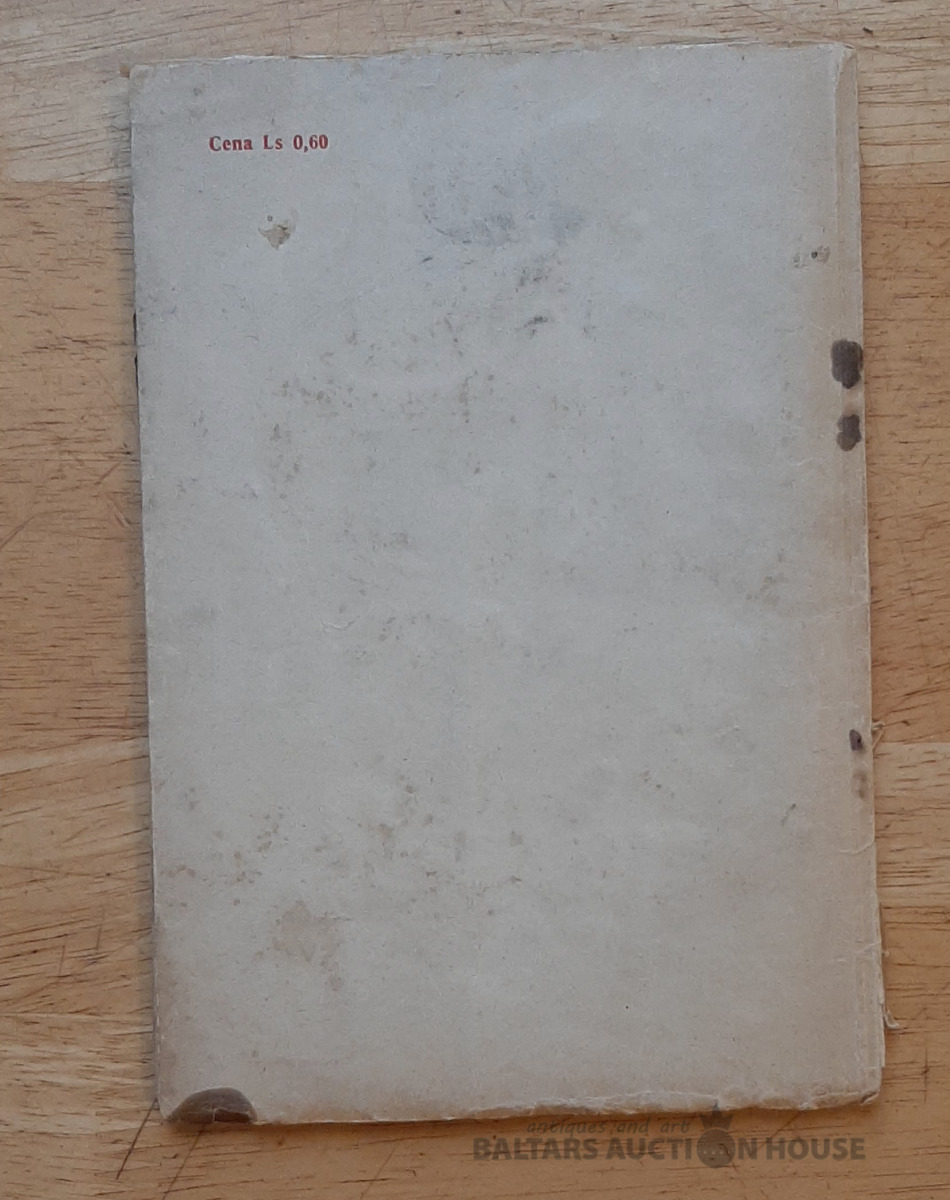 Cena Ls 0,60
antiques and art
BALTARS AUCTION HOUSE